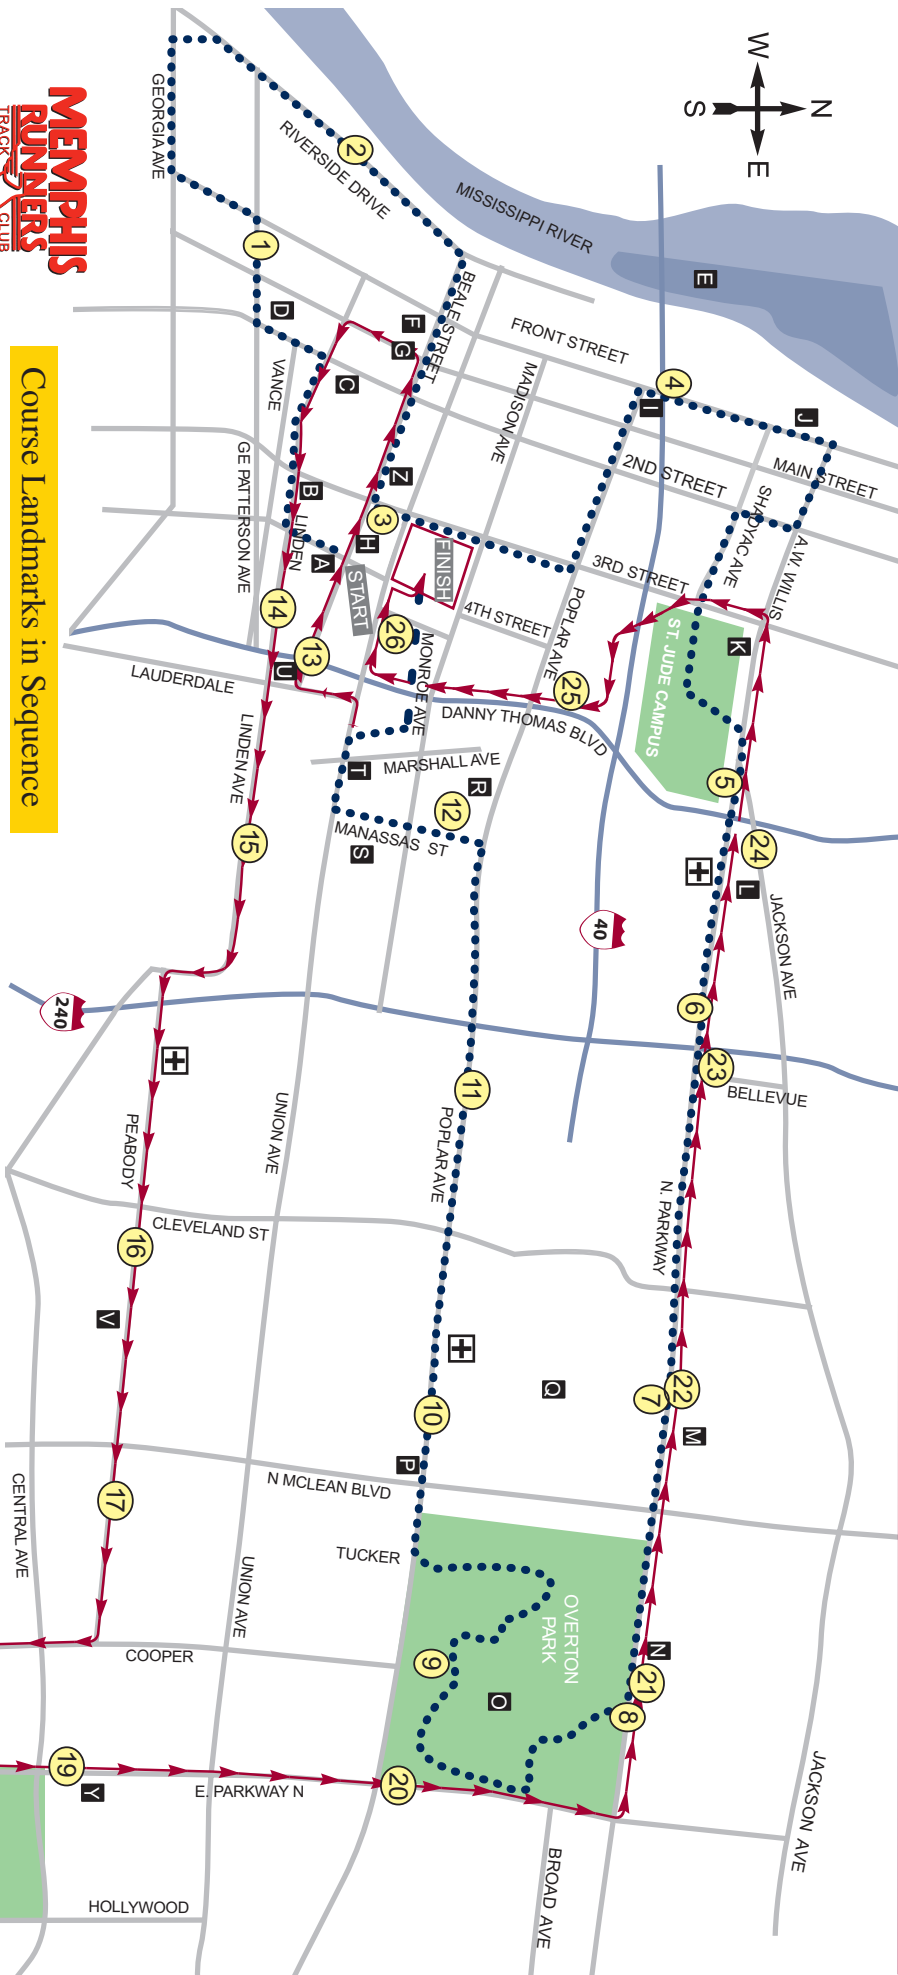 W
N
S
E
MISSISSIPPI RIVER
E
GEORGIA AVE
RIVERSIDE DRIVE
2
1
D
BEALE STREET
F
G
C
VANCE
FRONT STREET
4
I
J
MADISON AVE
MAIN STREET
2ND STREET
SHADYAC AVE
A.W. WILLIS
GE PATTERSON AVE
B
Z
3
LINDEN
A
H
START
FINISH
3RD STREET
4TH STREET
POPLAR AVE
ST. JUDE CAMPUS
K
14
13
26
U
MONROE AVE
25
LAUDERDALE
DANNY THOMAS BLVD
LINDEN AVE
MARSHALL AVE
T
R
12
5
15
MANASSAS ST
S
24
L
JACKSON AVE
40
240
6
23
BELLEVUE
11
PEABODY
UNION AVE
POPLAR AVE
N. PARKWAY
16
CLEVELAND ST
V
Q
22
7
M
10
P
17
CENTRAL AVE
N MCLEAN BLVD
TUCKER
UNION AVE
COOPER
OVERTON
PARK
9
O
N
21
8
19
Y
E. PARKWAY N
20
JACKSON AVE
BROAD AVE
HOLLYWOOD
MEMPHIS
RUNNERS
TRACK CLUB
Course Landmarks in Sequence